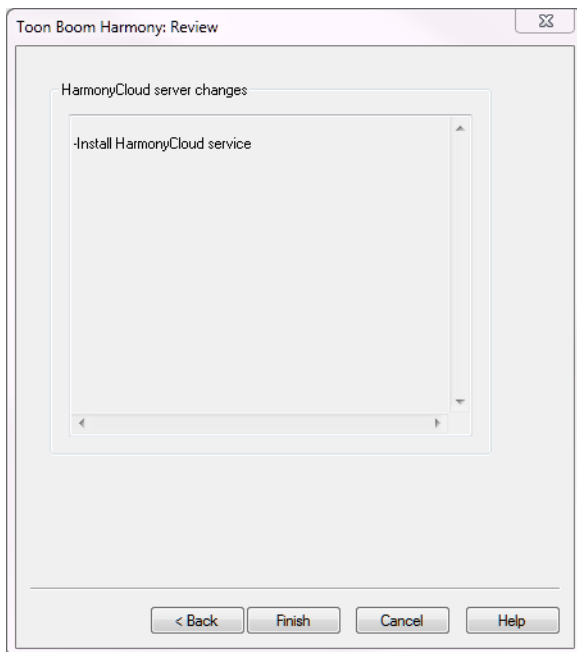 Toon Boom Harmony: Review
HarmonyCloud server changes
-Install HarmonyCloud service
< Back Finish Cancel Help